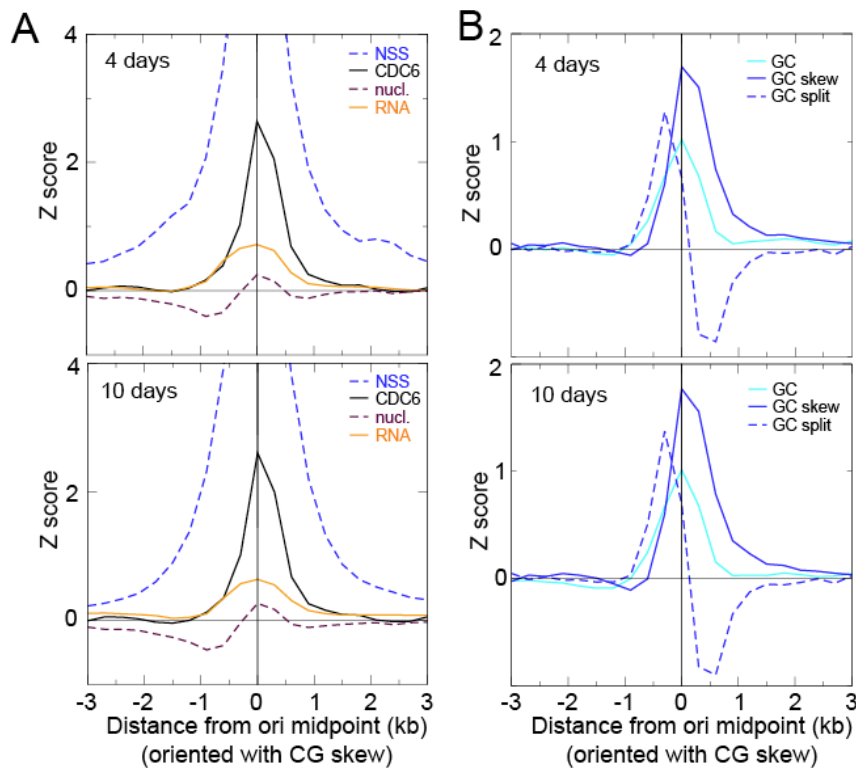 A
4 days
NSS
CDC6
nucl.
RNA
4
2
0
Z score
10 days
NSS
CDC6
nucl.
RNA
4
2
0
Z score
-3 -2 -1 0 1 2 3
Distance from ori midpoint (kb)
(oriented with CG skew)
B
4 days
GC
GC skew
GC split
2
1
0
Z score
10 days
GC
GC skew
GC split
2
1
0
Z score
-3 -2 -1 0 1 2 3
Distance from ori midpoint (kb)
(oriented with CG skew)